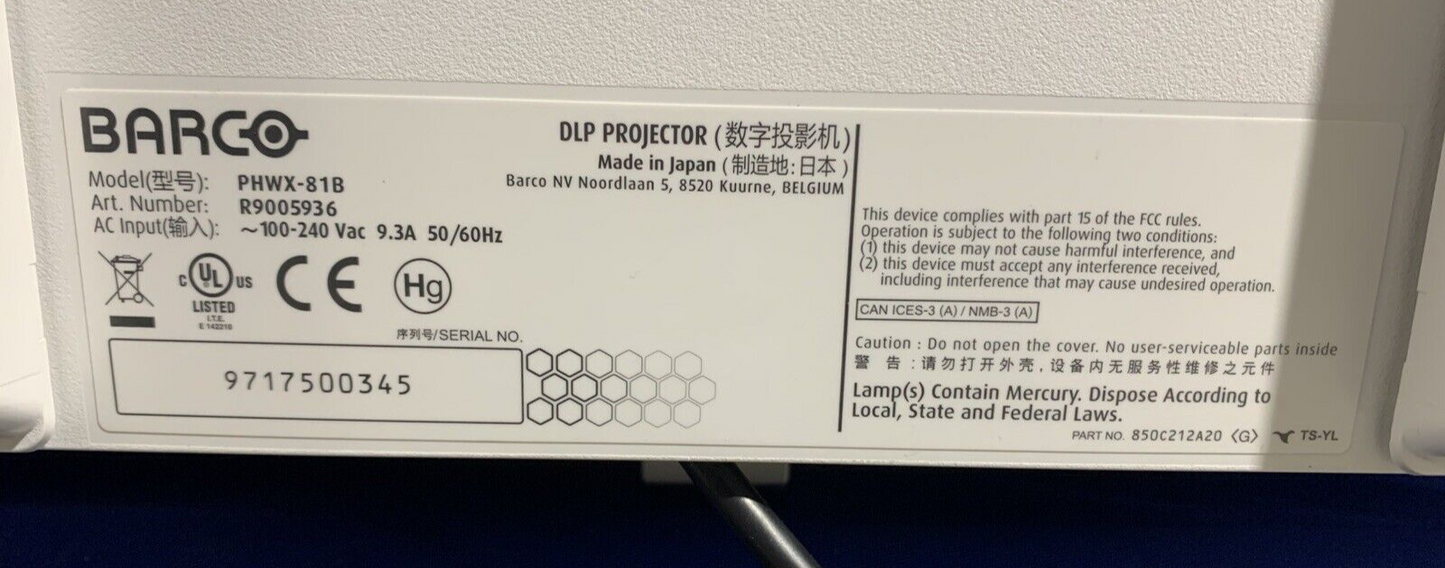 BARCO
Model(型号): PHWX-81B
Art. Number: R9005936
AC Input(输入): ~100-240 Vac 9.3A 50/60Hz
DLP PROJECTOR (数字投影机)
Made in Japan (制造地:日本)
Barco NV Noordlaan 5, 8520 Kuurne, BELGIUM
C UL US
LISTED
I.T.E.
E 142210
CE
Hg
序列号/SERIAL NO.
9717500345
This device complies with part 15 of the FCC rules.
Operation is subject to the following two conditions:
(1) this device may not cause harmful interference, and
(2) this device must accept any interference received,
including interference that may cause undesired operation.
CAN ICES-3 (A) / NMB-3 (A)
Caution : Do not open the cover. No user-serviceable parts inside
警 告 : 请勿打开外壳, 设备内无服务性维修之元件
Lamp(s) Contain Mercury. Dispose According to
Local, State and Federal Laws.
PART NO. 850C212A20 〈G〉 TS-YL